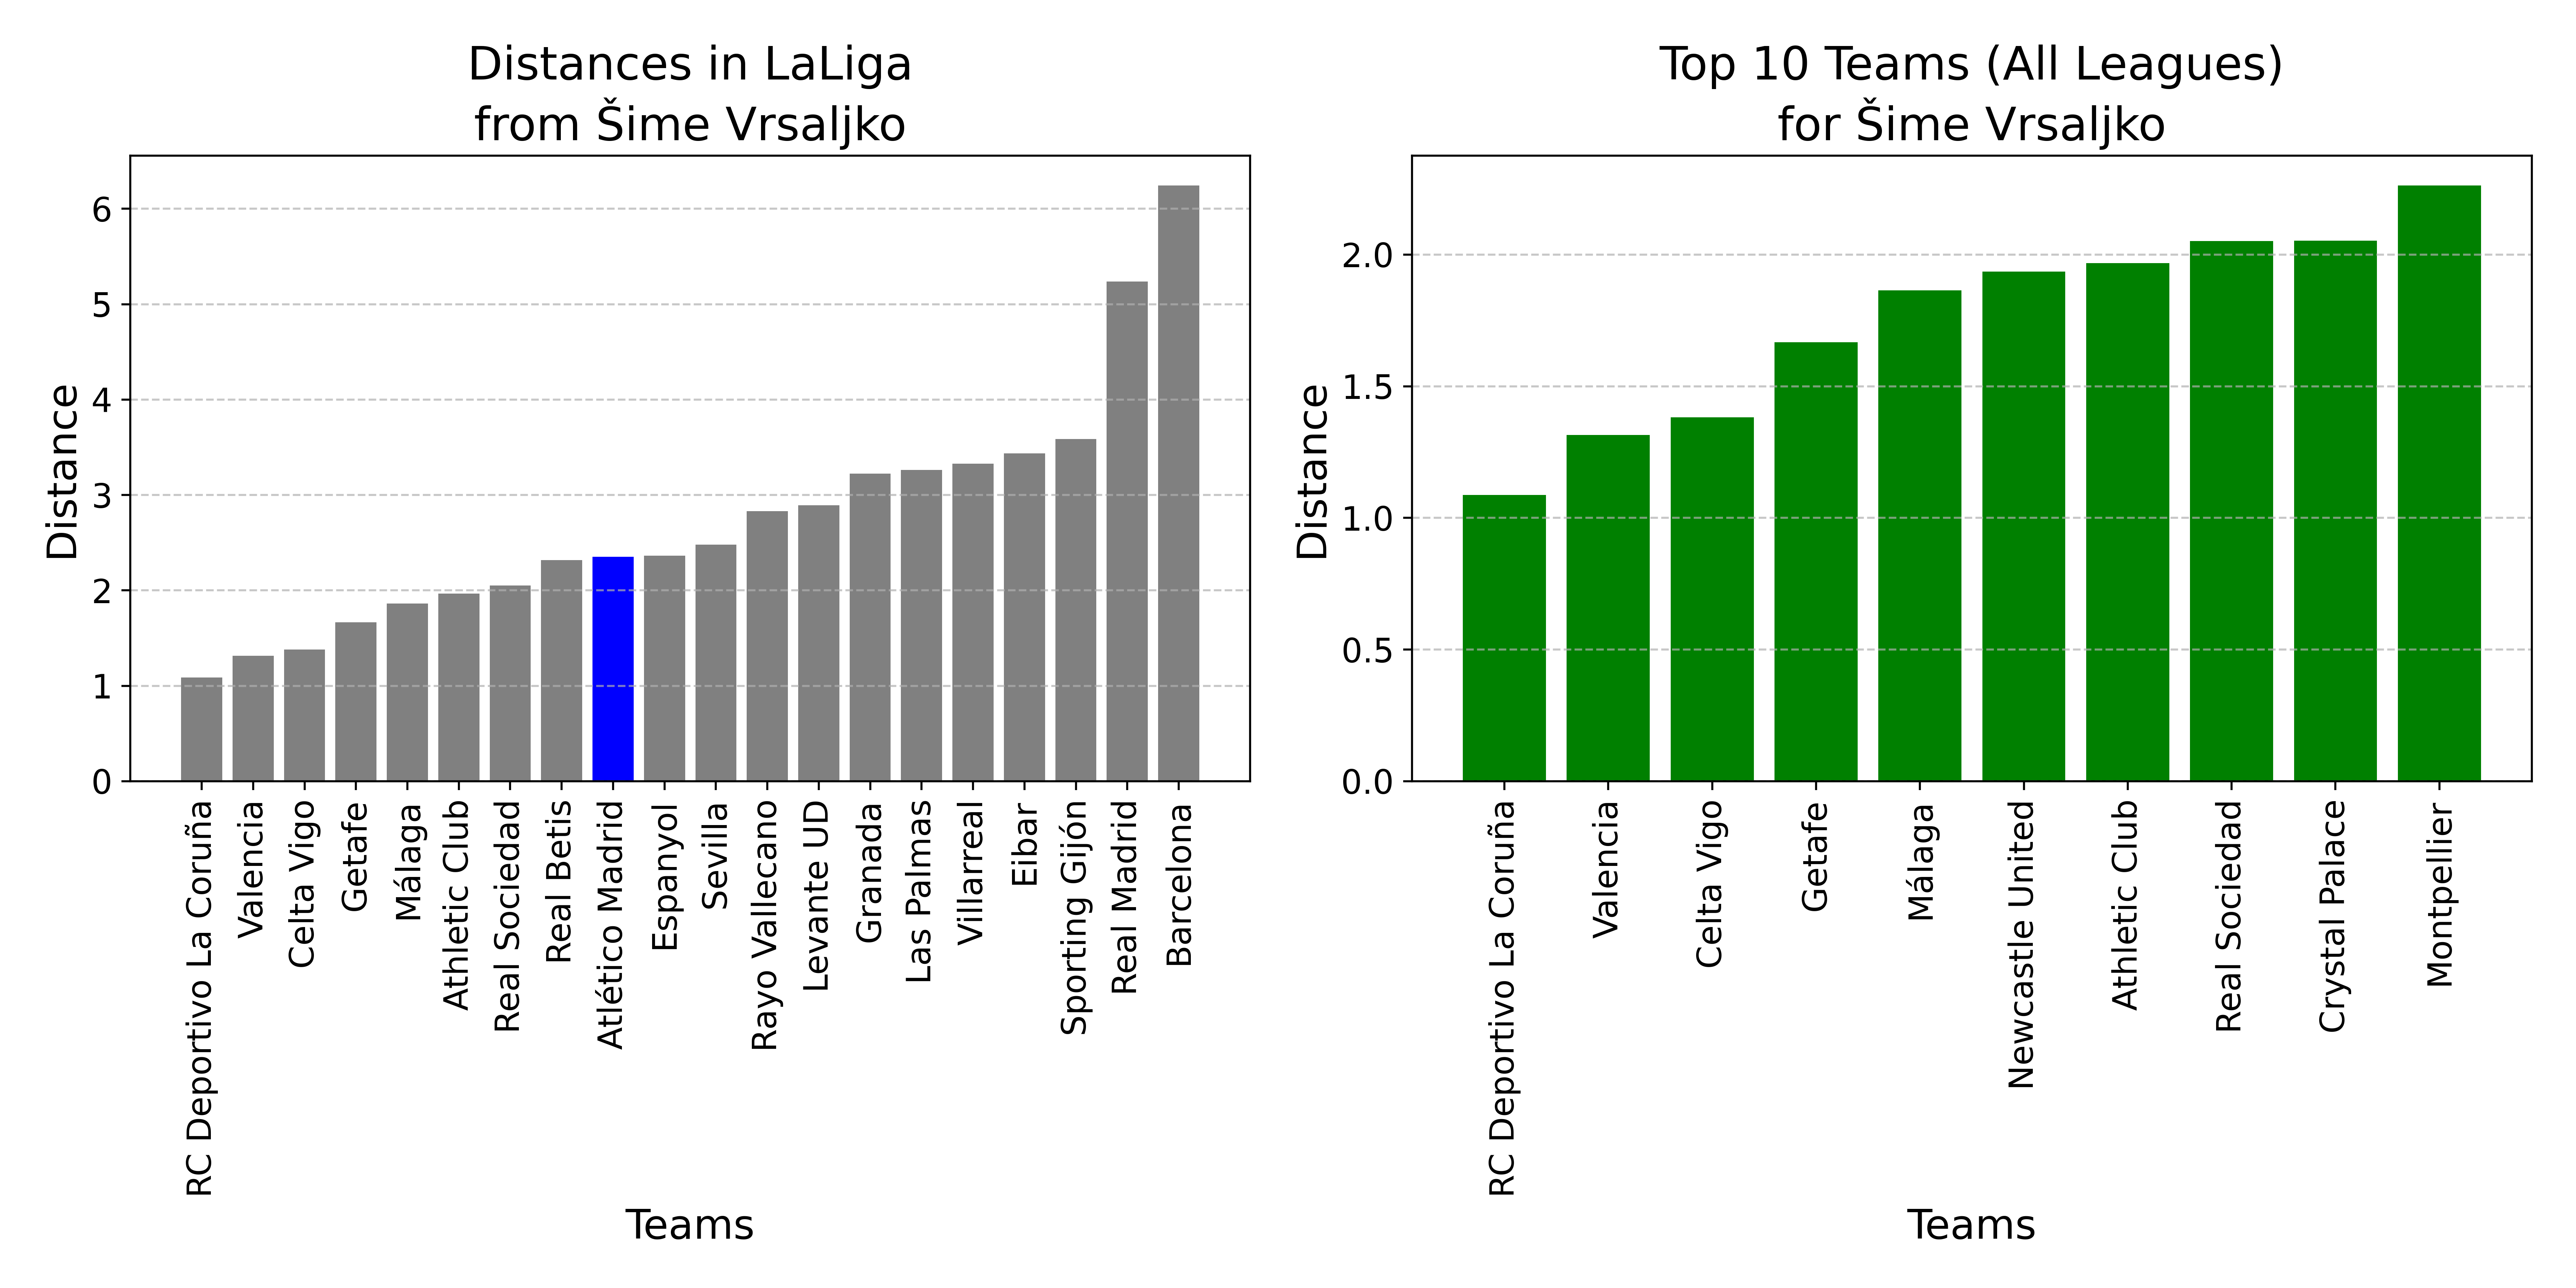 Distances in LaLiga
from Šime Vrsaljko
Distance
6
5
4
3
2
1
0
RC Deportivo La Coruña
Valencia
Celta Vigo
Getafe
Málaga
Athletic Club
Real Sociedad
Real Betis
Atlético Madrid
Espanyol
Sevilla
Rayo Vallecano
Levante UD
Granada
Las Palmas
Villarreal
Eibar
Sporting Gijón
Real Madrid
Barcelona
Teams
Top 10 Teams (All Leagues)
for Šime Vrsaljko
Distance
2.0
1.5
1.0
0.5
0.0
RC Deportivo La Coruña
Valencia
Celta Vigo
Getafe
Málaga
Newcastle United
Athletic Club
Real Sociedad
Crystal Palace
Montpellier
Teams